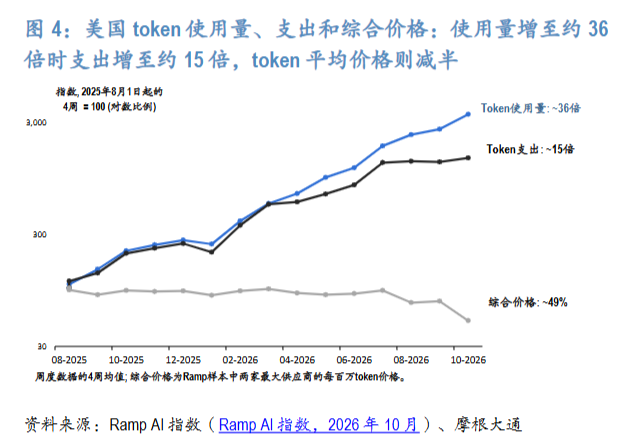 图 4：美国 token 使用量、支出和综合价格：使用量增至约 36
倍时支出增至约 15 倍，token 平均价格则减半
指数, 2025年8月1日起的
4周 = 100 (对数比例)
3,000
300
30
Token使用量: ~36倍
Token支出: ~15倍
综合价格: ~49%
08-2025 10-2025 12-2025 02-2026 04-2026 06-2026 08-2026 10-2026
周度数据的4周均值; 综合价格为Ramp样本中两家最大供应商的每百万token价格。
资料来源：Ramp AI 指数（Ramp AI 指数，2026 年 10 月）、摩根大通